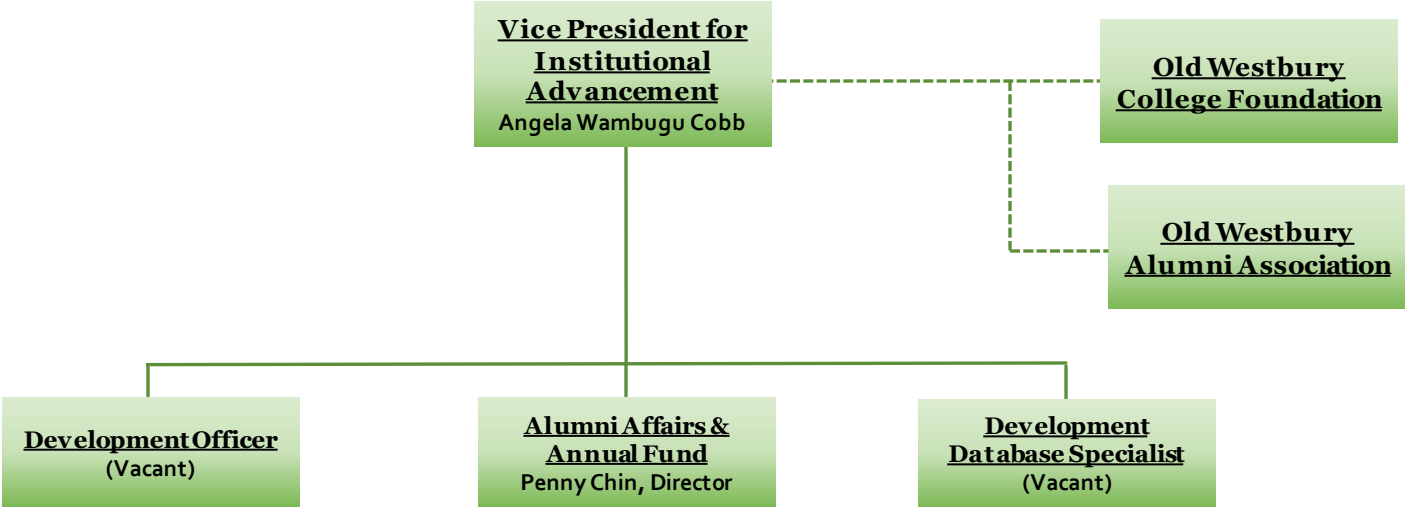 Vice President for
Institutional
Advancement
Angela Wambugu Cobb
Old Westbury
College Foundation
Old Westbury
Alumni Association
Development Officer
(Vacant)
Alumni Affairs &
Annual Fund
Penny Chin, Director
Development
Database Specialist
(Vacant)